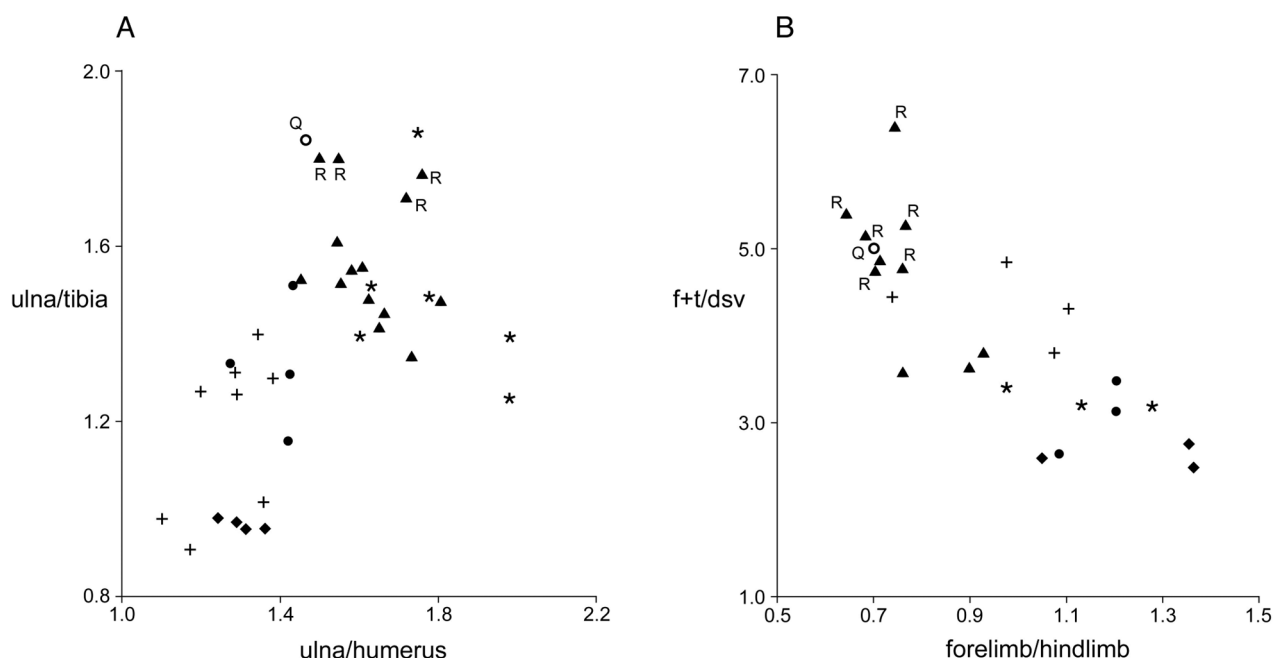 A
B
2.0
1.6
1.2
0.8
ulna/tibia
1.0
1.4
1.8
2.2
ulna/humerus
Q
R
R
R
R
7.0
5.0
3.0
1.0
f+t/dsv
0.5
0.7
0.9
1.1
1.3
1.5
forelimb/hindlimb
R
R
R
R
Q
R
R